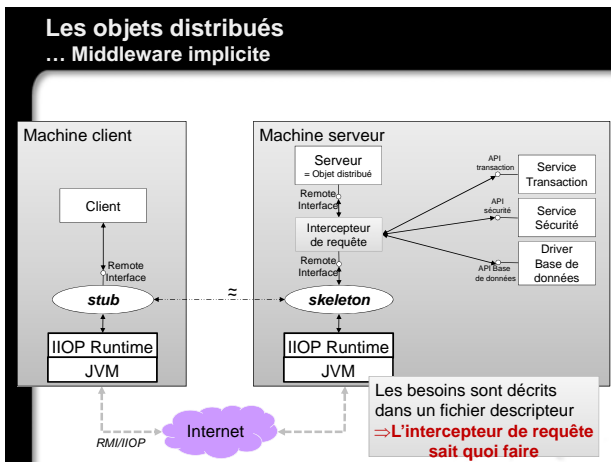 Les objets distribués
… Middleware implicite
Machine client
Client
Remote
Interface
stub
IIOP Runtime
JVM
≈
Machine serveur
Serveur
= Objet distribué
Remote
Interface
Intercepteur
de requête
Remote
Interface
skeleton
IIOP Runtime
JVM
API
transaction
Service
Transaction
API
sécurité
Service
Sécurité
API Base
de données
Driver
Base de
données
RMI/IIOP
Internet
Les besoins sont décrits
dans un fichier descripteur
⇒L'intercepteur de requête
sait quoi faire